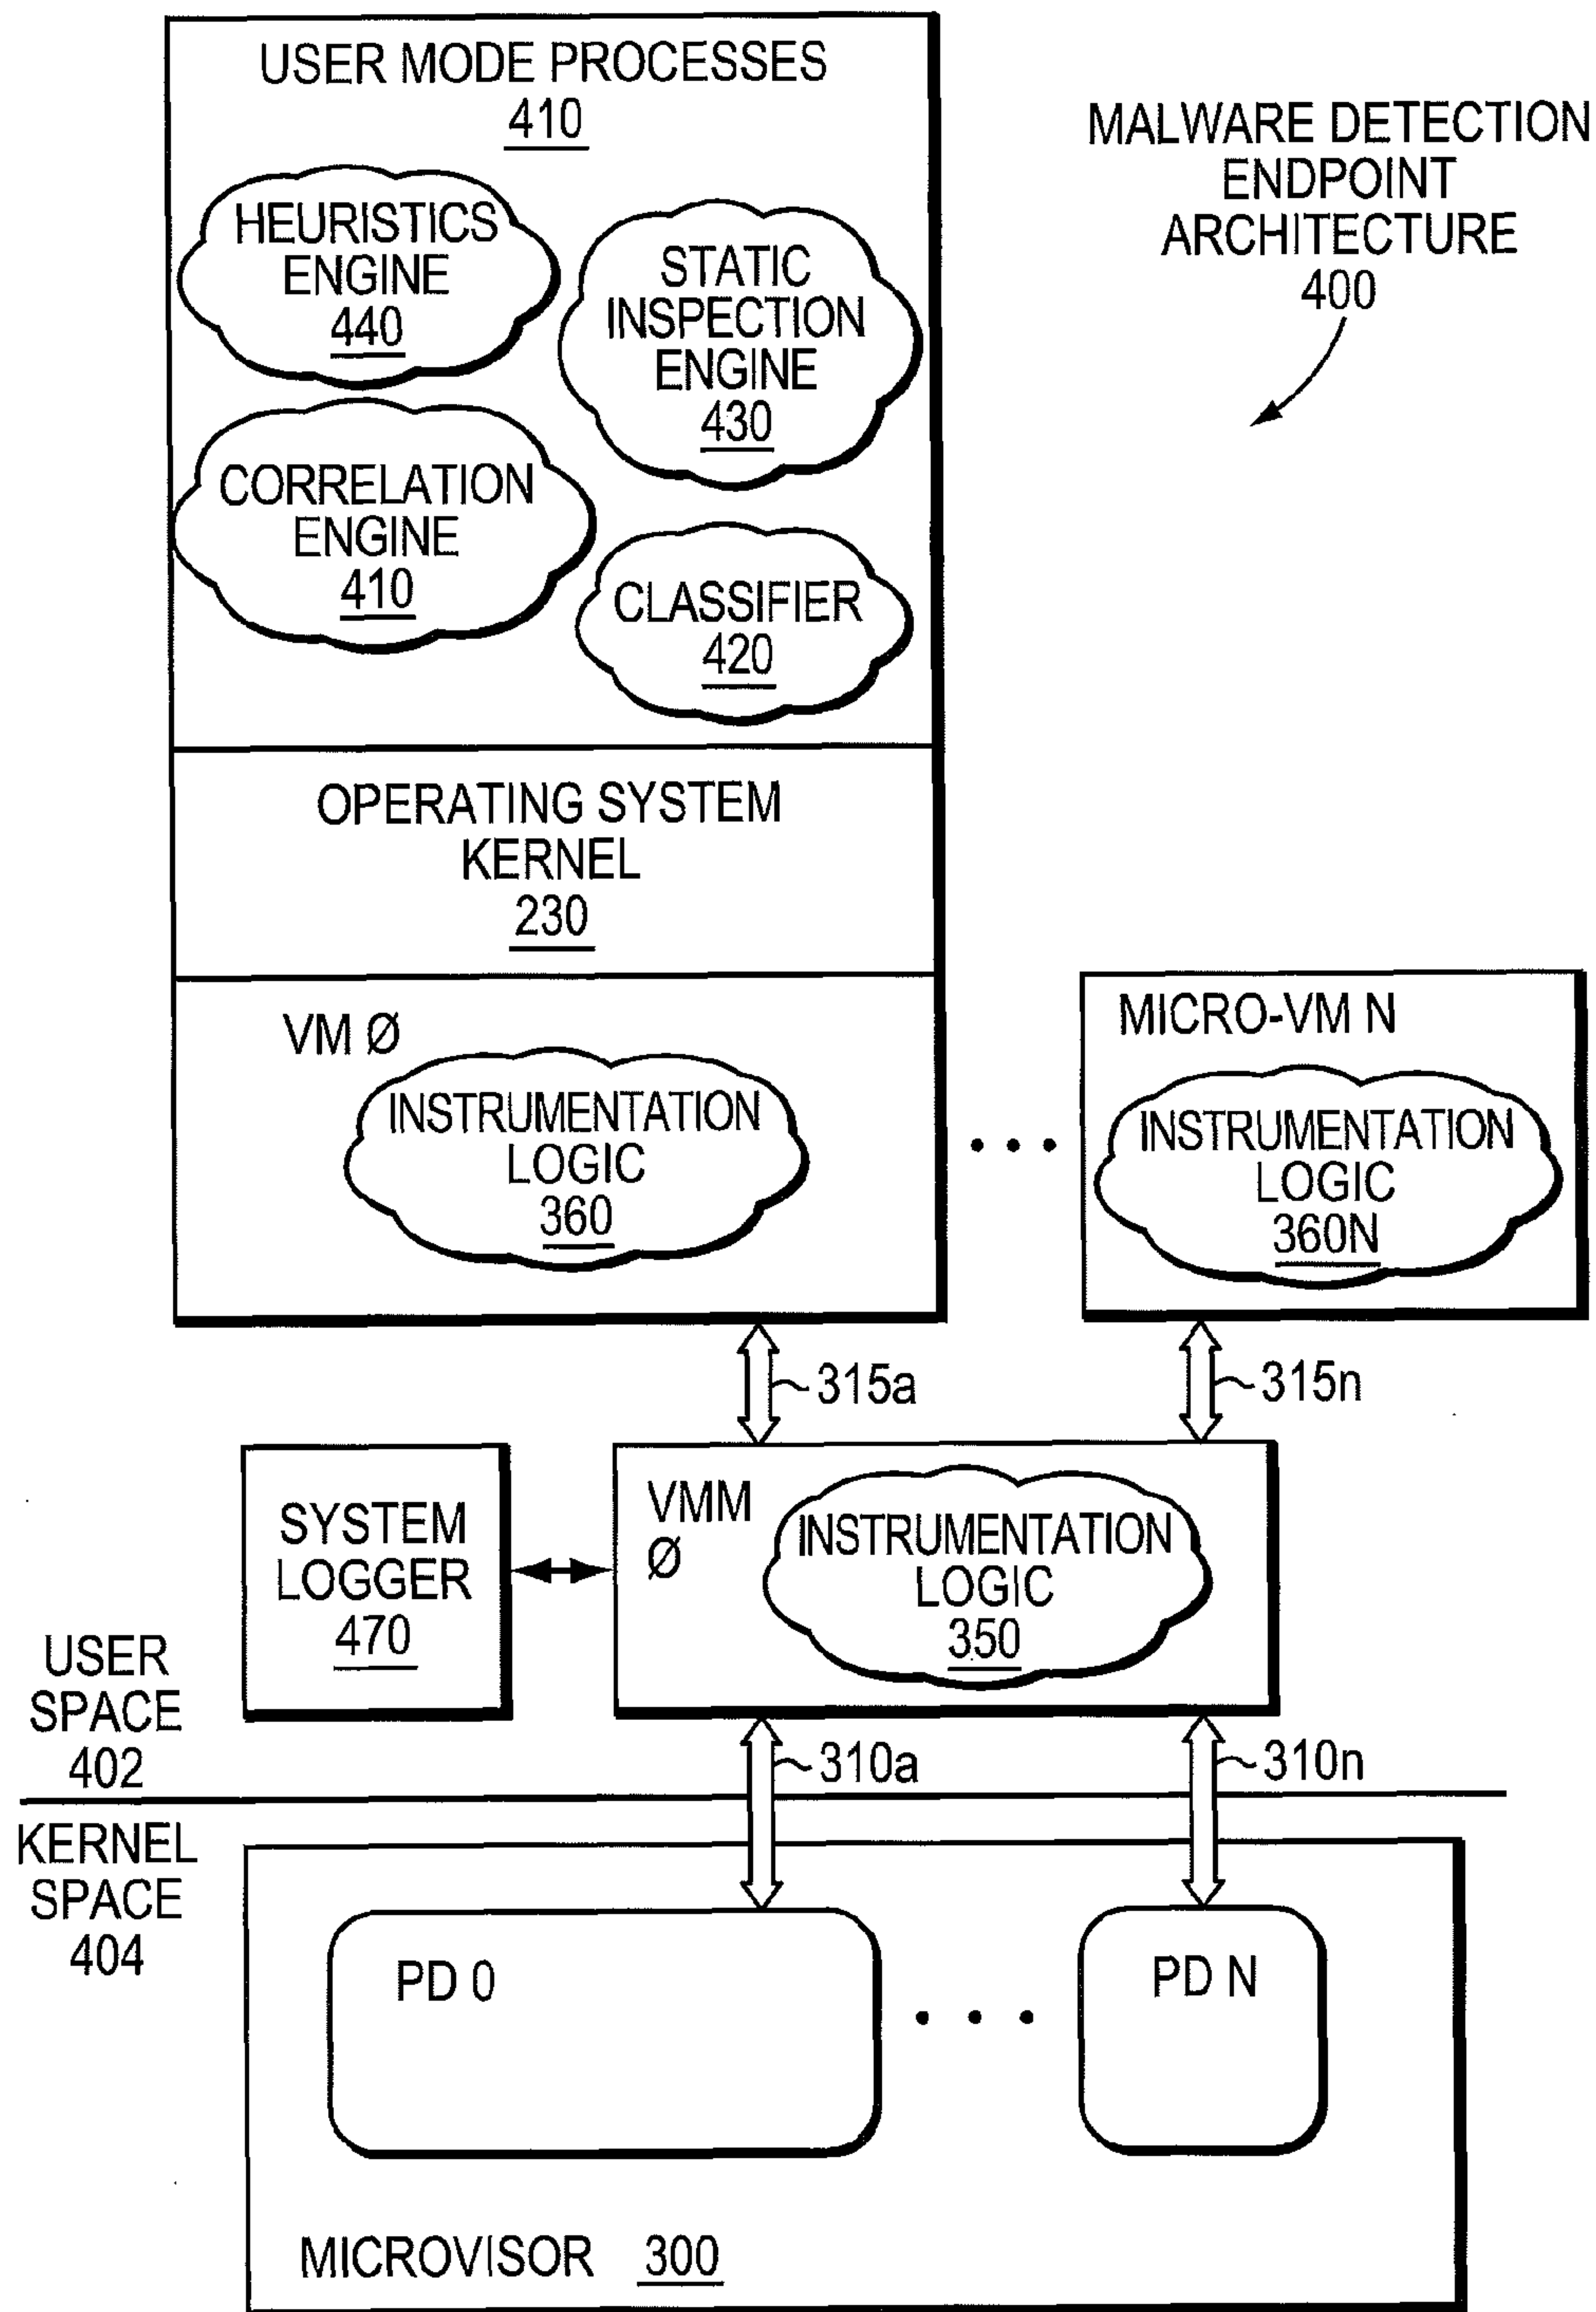 USER MODE PROCESSES
410
MALWARE DETECTION
ENDPOINT
ARCHITECTURE
400
HEURISTICS
ENGINE
440
STATIC
INSPECTION
ENGINE
430
CORRELATION
ENGINE
410
CLASSIFIER
420
OPERATING SYSTEM
KERNEL
230
VM Ø
INSTRUMENTATION
LOGIC
360
MICRO-VM N
INSTRUMENTATION
LOGIC
360N
315a
315n
SYSTEM
LOGGER
470
VMM
Ø
INSTRUMENTATION
LOGIC
350
USER
SPACE
402
310a
310n
KERNEL
SPACE
404
PD 0
PD N
MICROVISOR 300